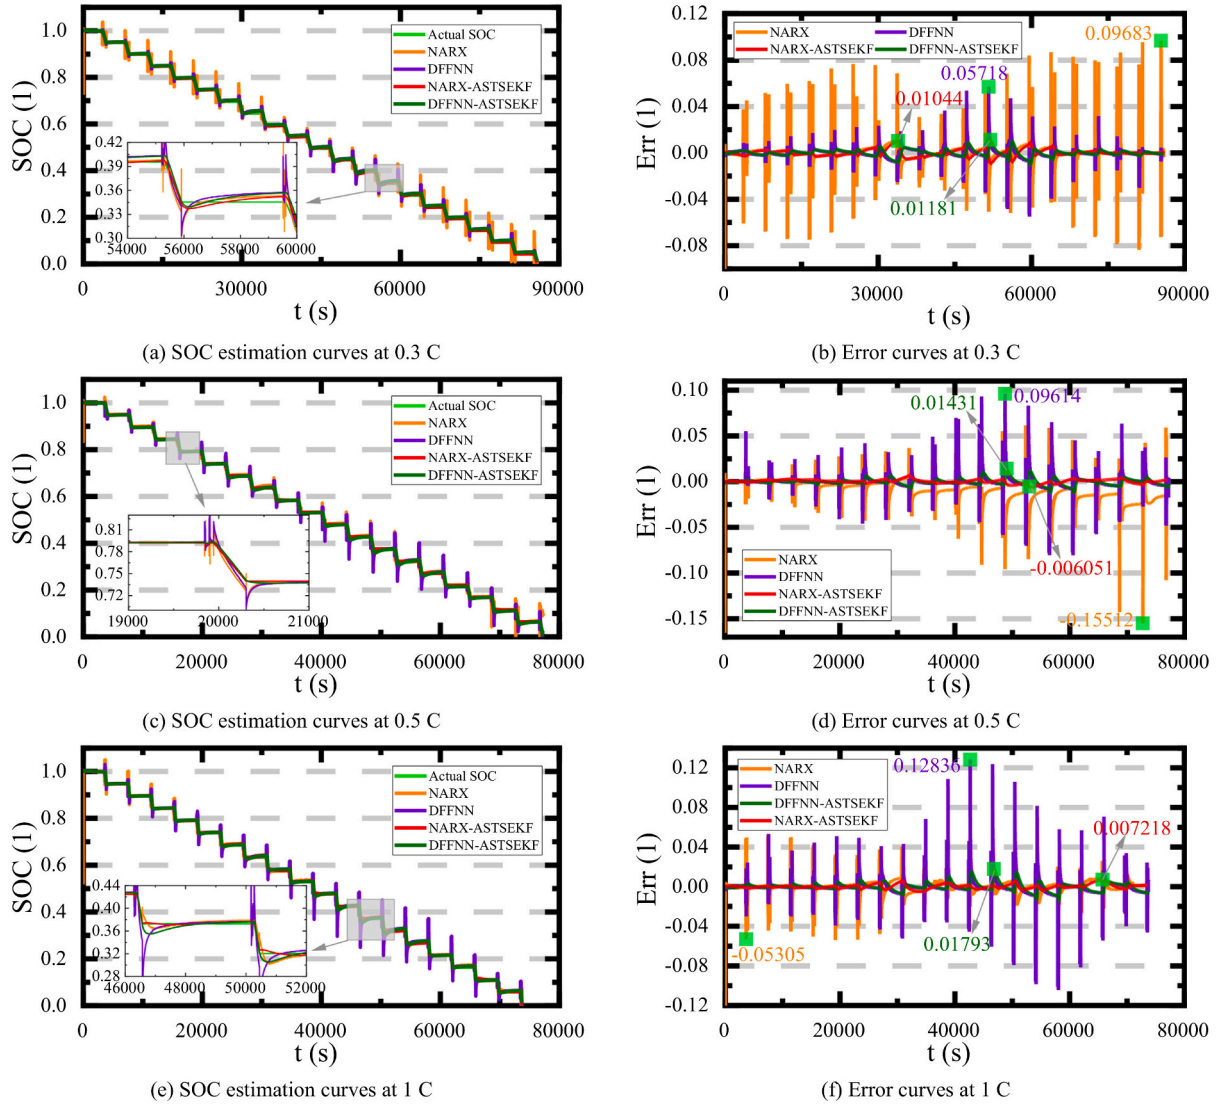 SOC (1)
1.0
0.8
0.6
0.4
0.2
0.0
Actual SOC
NARX
DFFNN
NARX-ASTSEKF
DFFNN-ASTSEKF
0.42
0.39
0.36
0.33
0.30
54000 56000 58000 60000
0 30000 60000 90000
t (s)
(a) SOC estimation curves at 0.3 C
Err (1)
0.12
0.08
0.04
0.00
-0.04
-0.08
NARX DFFNN
NARX-ASTSEKF DFFNN-ASTSEKF
0.09683
0.05718
0.01044
0.01181
0 30000 60000 90000
t (s)
(b) Error curves at 0.3 C
SOC (1)
1.0
0.8
0.6
0.4
0.2
0.0
Actual SOC
NARX
DFFNN
NARX-ASTSEKF
DFFNN-ASTSEKF
0.81
0.78
0.75
0.72
19000 20000 21000
0 20000 40000 60000 80000
t (s)
(c) SOC estimation curves at 0.5 C
Err (1)
0.10
0.05
0.00
-0.05
-0.10
-0.15
0.01431
0.09614
-0.006051
-0.15512
NARX
DFFNN
NARX-ASTSEKF
DFFNN-ASTSEKF
0 20000 40000 60000 80000
t (s)
(d) Error curves at 0.5 C
SOC (1)
1.0
0.8
0.6
0.4
0.2
0.0
Actual SOC
NARX
DFFNN
NARX-ASTSEKF
DFFNN-ASTSEKF
0.44
0.40
0.36
0.32
0.28
46000 48000 50000 52000
0 20000 40000 60000 80000
t (s)
(e) SOC estimation curves at 1 C
Err (1)
0.12
0.08
0.04
0.00
-0.04
-0.08
-0.12
NARX
DFFNN
DFFNN-ASTSEKF
NARX-ASTSEKF
0.12836
0.007218
0.01793
-0.05305
0 20000 40000 60000 80000
t (s)
(f) Error curves at 1 C